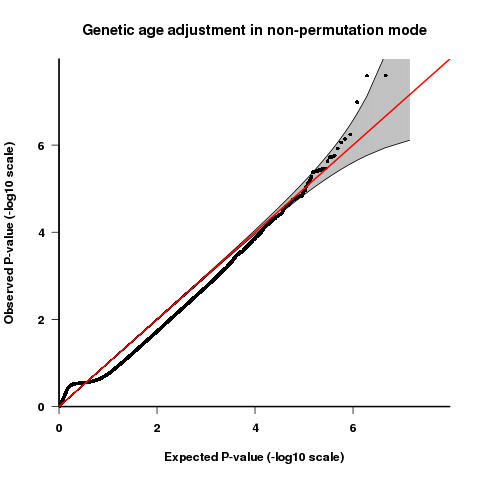 Genetic age adjustment in non-permutation mode
Observed P-value (-log10 scale)
6
4
2
0
0 2 4 6
Expected P-value (-log10 scale)